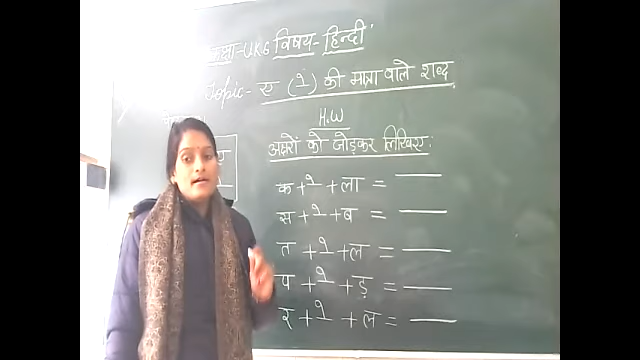 कक्षा-UKG विषय- हिन्दी
Topic- ए (े) की मात्रा वाले शब्द
H.W
अक्षरों को जोड़कर लिखिए:
क + े + ला = ____
स + े + ब = ____
त + े + ल = ____
प + े + ड़ = ____
र + े + ल = ____